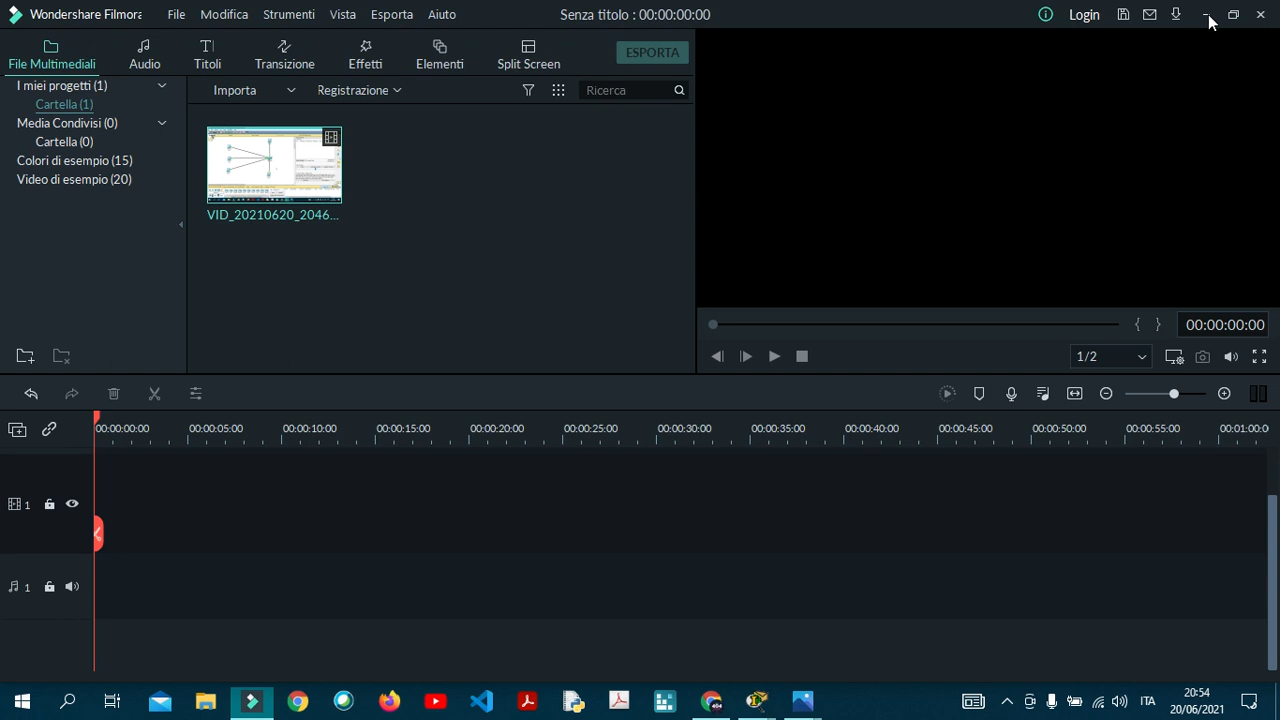 Wondershare Filmora
File
Modifica
Strumenti
Vista
Esporta
Aiuto
Senza titolo : 00:00:00:00
Login
File Multimediali
Audio
Titoli
Transizione
Effetti
Elementi
Split Screen
ESPORTA
I miei progetti (1)
Cartella (1)
Media Condivisi (0)
Cartella (0)
Colori di esempio (15)
Video di esempio (20)
Importa
Registrazione
Ricerca
VID_20210620_2046...
00:00:00:00
1/2
00:00:00:00
00:00:05:00
00:00:10:00
00:00:15:00
00:00:20:00
00:00:25:00
00:00:30:00
00:00:35:00
00:00:40:00
00:00:45:00
00:00:50:00
00:00:55:00
00:01:00:0
1
1
ITA
20:54
20/06/2021